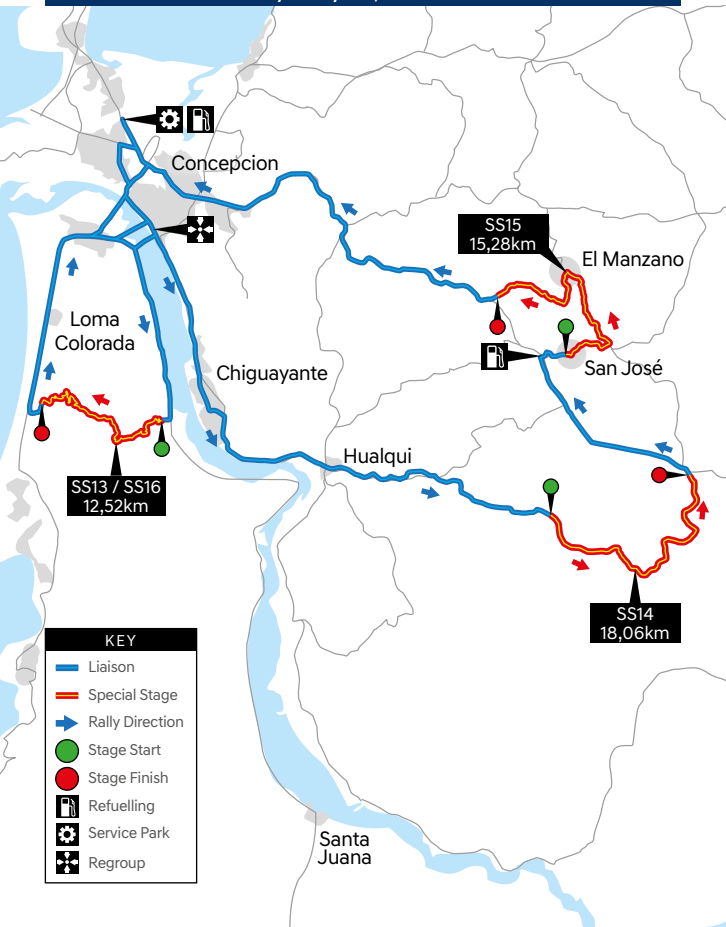 Concepcion
SS15
15,28km
El Manzano
Loma
Colorada
San José
Chiguayante
Hualqui
SS13 / SS16
12,52km
SS14
18,06km
KEY
Liaison
Special Stage
Rally Direction
Stage Start
Stage Finish
Refuelling
Service Park
Regroup
Santa
Juana